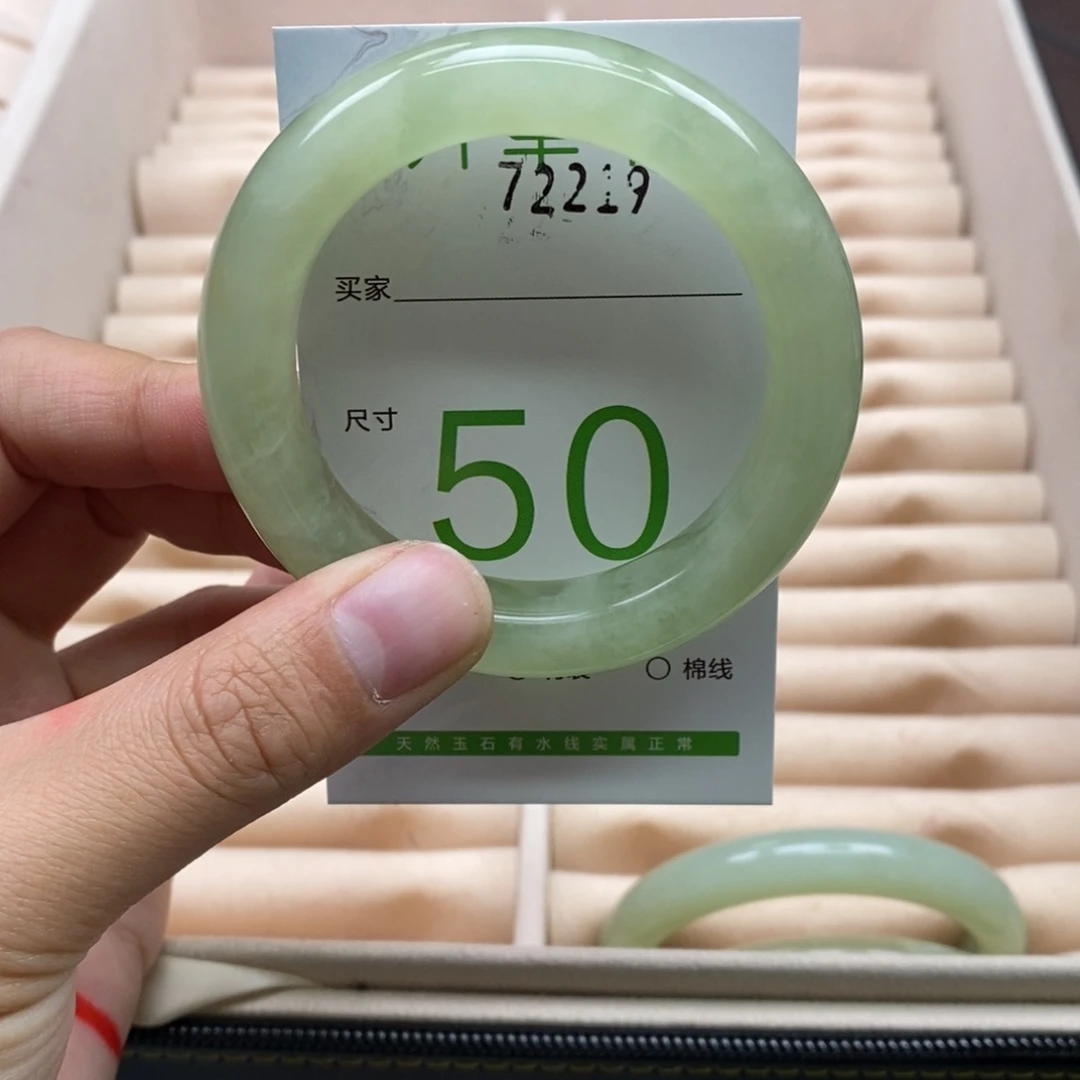 72219
买家
尺寸 50
棉线
天然玉石有水线实属正常